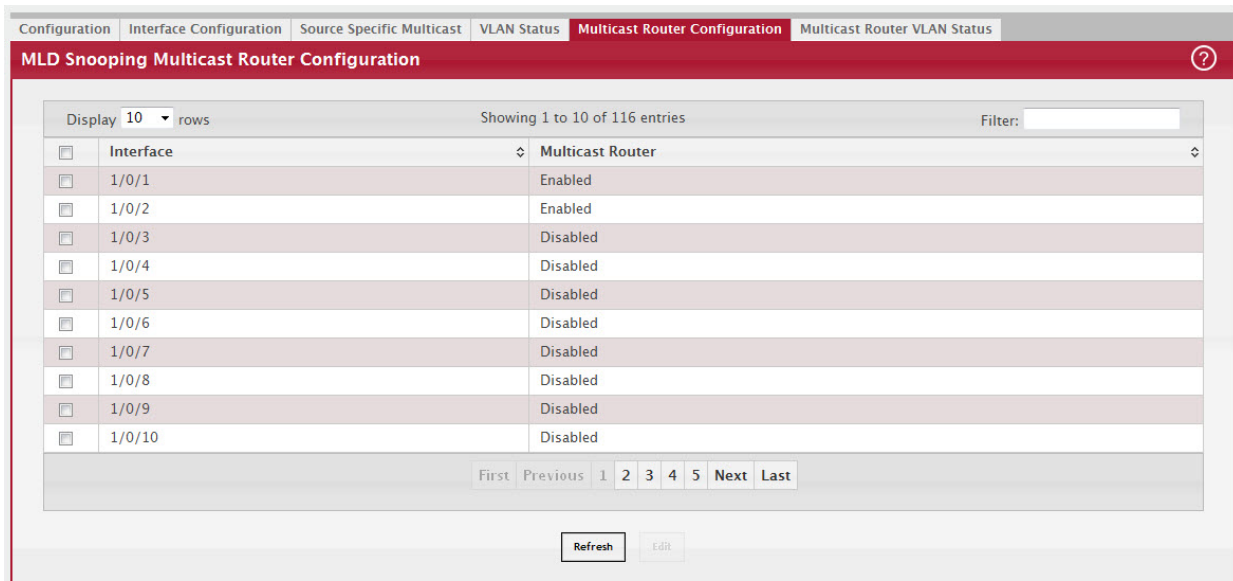 Configuration Interface Configuration Source Specific Multicast VLAN Status Multicast Router Configuration Multicast Router VLAN Status
MLD Snooping Multicast Router Configuration ?
Display 10 rows Showing 1 to 10 of 116 entries Filter:
Interface Multicast Router
1/0/1 Enabled
1/0/2 Enabled
1/0/3 Disabled
1/0/4 Disabled
1/0/5 Disabled
1/0/6 Disabled
1/0/7 Disabled
1/0/8 Disabled
1/0/9 Disabled
1/0/10 Disabled
First Previous 1 2 3 4 5 Next Last
Refresh Edit